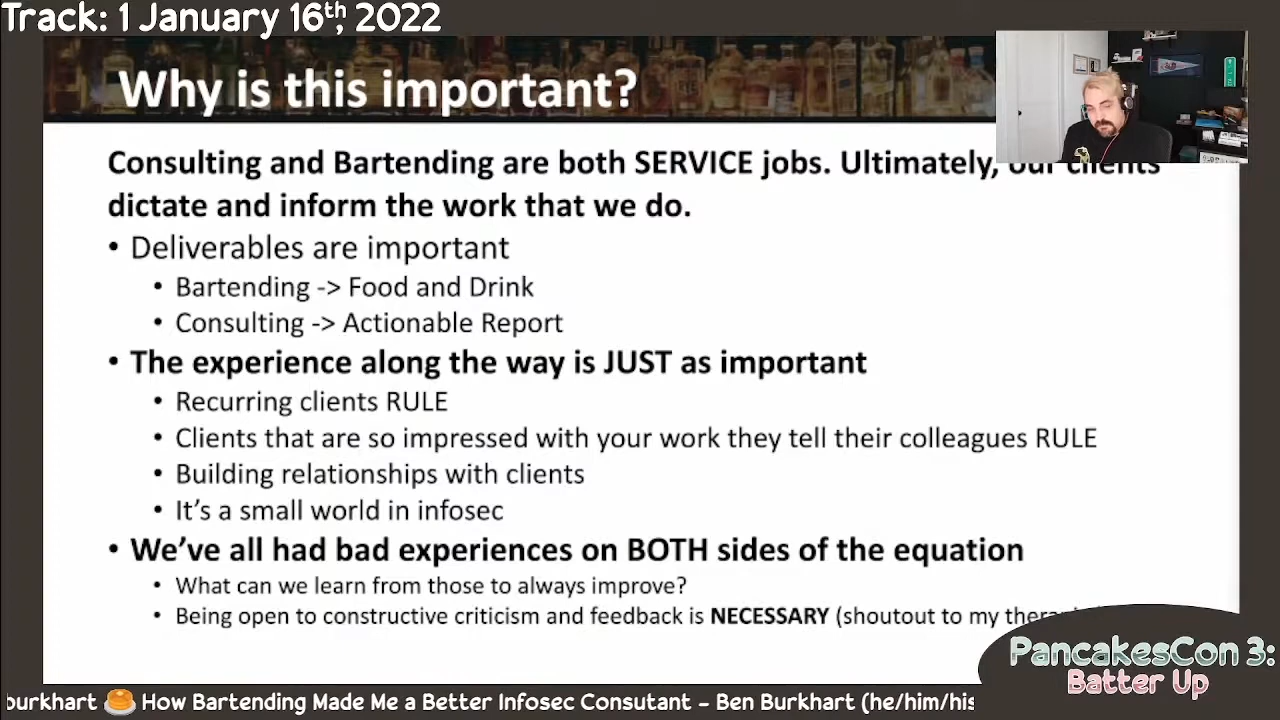 Track: 1 January 16th, 2022
Why is this important?
Consulting and Bartending are both SERVICE jobs. Ultimately, our clients
dictate and inform the work that we do.
• Deliverables are important
• Bartending -> Food and Drink
• Consulting -> Actionable Report
• The experience along the way is JUST as important
• Recurring clients RULE
• Clients that are so impressed with your work they tell their colleagues RULE
• Building relationships with clients
• It's a small world in infosec
• We've all had bad experiences on BOTH sides of the equation
• What can we learn from those to always improve?
• Being open to constructive criticism and feedback is NECESSARY (shoutout to my
PancakesCon 3:
Batter Up
burkhart 🥞 How Bartending Made Me a Better Infosec Consutant – Ben Burkhart (he/him/his